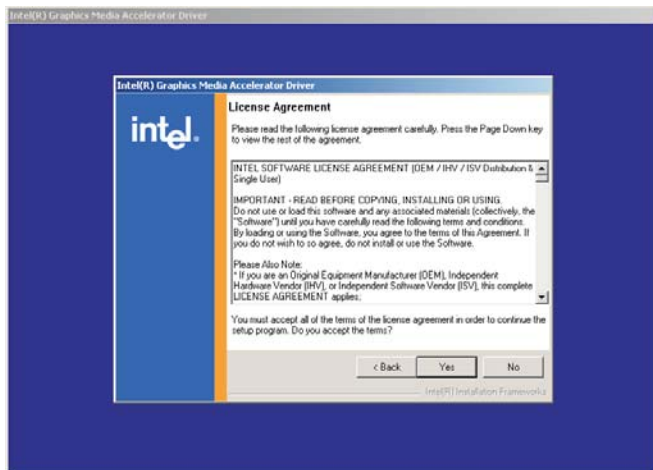 Intel(R) Graphics Media Accelerator Driver
Intel(R) Graphics Media Accelerator Driver
intel.
License Agreement
Please read the following license agreement carefully. Press the Page Down key
to view the rest of the agreement.
INTEL SOFTWARE LICENSE AGREEMENT (OEM / IHV / ISV Distribution &
Single User)
IMPORTANT - READ BEFORE COPYING, INSTALLING OR USING.
Do not use or load this software and any associated materials (collectively, the
"Software") until you have carefully read the following terms and conditions.
By loading or using the Software, you agree to the terms of this Agreement. If
you do not wish to so agree, do not install or use the Software.
Please Also Note:
* If you are an Original Equipment Manufacturer (OEM), Independent
Hardware Vendor (IHV), or Independent Software Vendor (ISV), this complete
LICENSE AGREEMENT applies;
You must accept all of the terms of the license agreement in order to continue the
setup program. Do you accept the terms?
< Back Yes No
Intel(R) Installation Frameworks